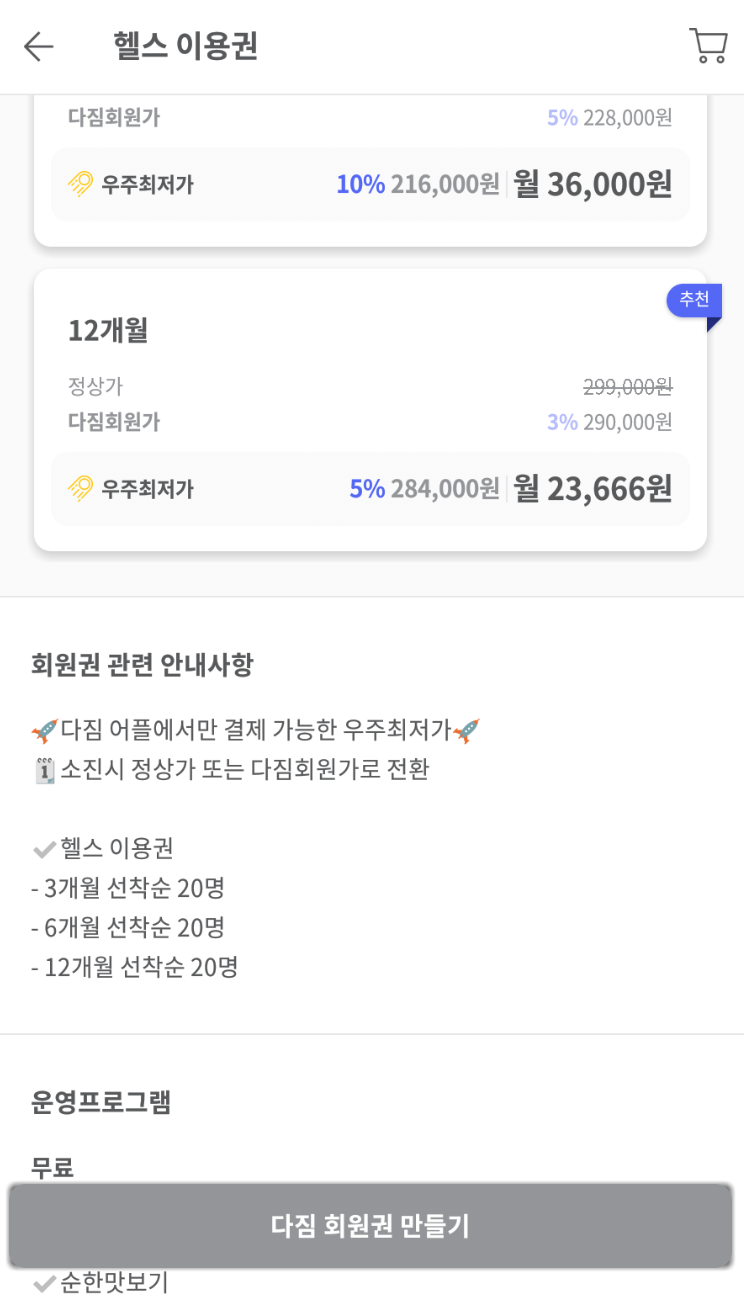 헬스 이용권
다짐회원가 5% 228,000원
우주최저가 10% 216,000원 월 36,000원
추천
12개월
정상가 299,000원
다짐회원가 3% 290,000원
우주최저가 5% 284,000원 월 23,666원
회원권 관련 안내사항
🚀다짐 어플에서만 결제 가능한 우주최저가🚀
🗓소진시 정상가 또는 다짐회원가로 전환
✔헬스 이용권
- 3개월 선착순 20명
- 6개월 선착순 20명
- 12개월 선착순 20명
운영프로그램
무료
다짐 회원권 만들기
✔순한맛보기